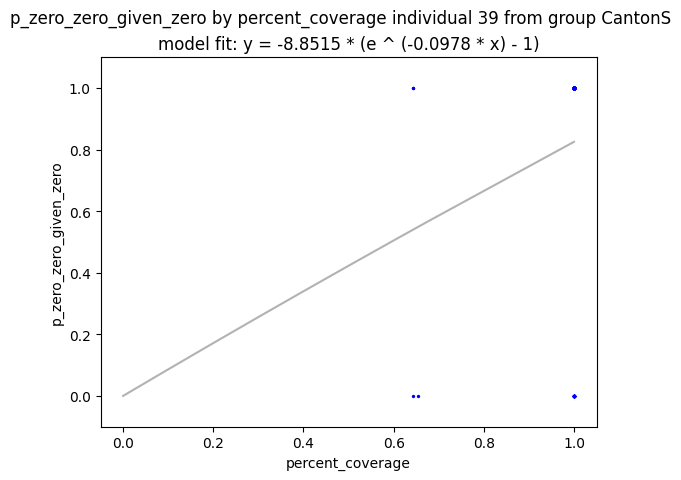 p_zero_zero_given_zero by percent_coverage individual 39 from group CantonS
model fit: y = -8.8515 * (e ^ (-0.0978 * x) - 1)
1.0
0.8
0.6
0.4
0.2
0.0
p_zero_zero_given_zero
0.0 0.2 0.4 0.6 0.8 1.0
percent_coverage